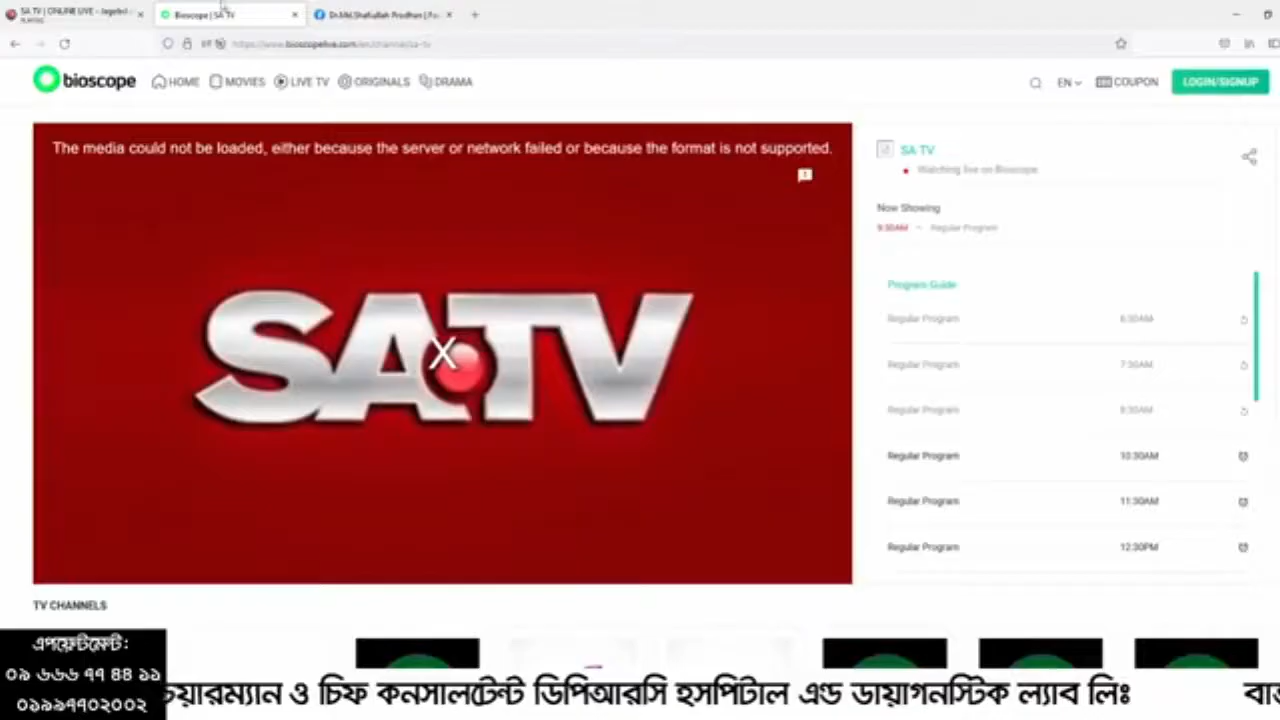 SA TV | ONLINE LIVE - Jagobd
Bioscope | SA TV
Dr.Md.Shafiullah Prodhan | Fa
https://www.bioscopelive.com/en/channel/sa-tv
bioscope HOME MOVIES LIVE TV ORIGINALS DRAMA EN COUPON LOGIN/SIGNUP
The media could not be loaded, either because the server or network failed or because the format is not supported.
SATV
X
SA TV
Watching live on Bioscope
Now Showing
9:30AM - Regular Program
Program Guide
Regular Program 6:30AM
Regular Program 7:30AM
Regular Program 8:30AM
Regular Program 10:30AM
Regular Program 11:30AM
Regular Program 12:30PM
TV CHANNELS
এপয়েন্টমেন্ট:
০৯ ৬৬৬ ৭৭ ৪৪ ১১
০১৯৯৭৭০২০০২
চেয়ারম্যান ও চিফ কনসালটেন্ট ডিপিআরসি হসপিটাল এন্ড ডায়াগনস্টিক ল্যাব লিঃ